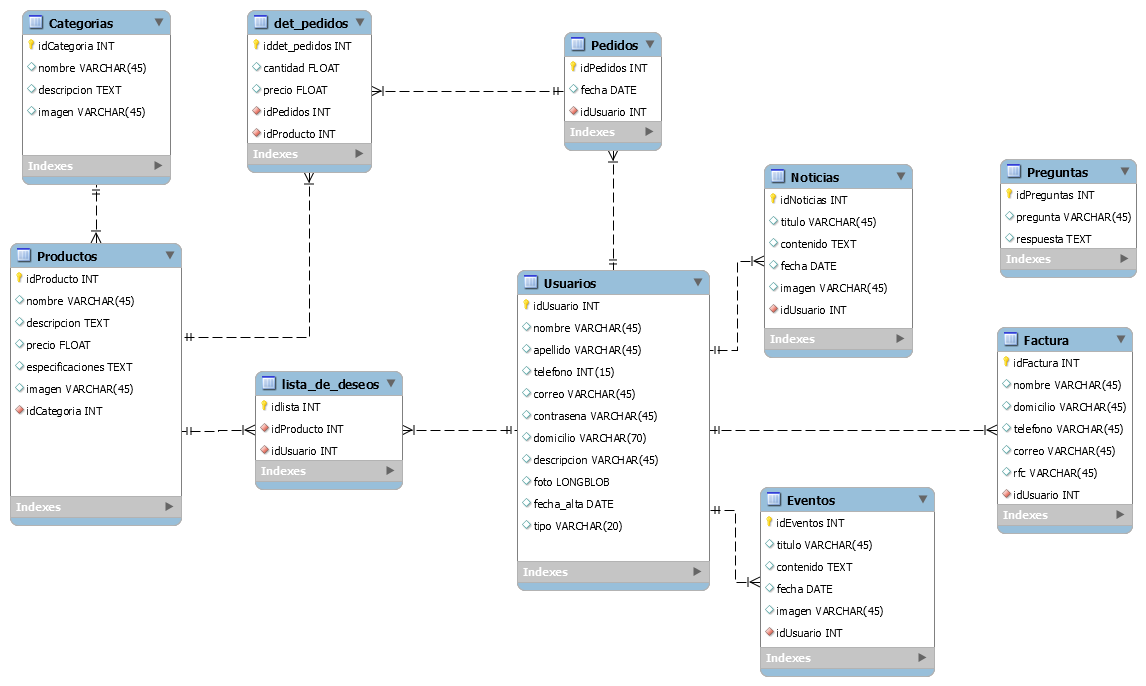 Categorias
idCategoria INT
nombre VARCHAR(45)
descripcion TEXT
imagen VARCHAR(45)
Indexes
det_pedidos
iddet_pedidos INT
cantidad FLOAT
precio FLOAT
idPedidos INT
idProducto INT
Indexes
Pedidos
idPedidos INT
fecha DATE
idUsuario INT
Indexes
Noticias
idNoticias INT
titulo VARCHAR(45)
contenido TEXT
fecha DATE
imagen VARCHAR(45)
idUsuario INT
Indexes
Preguntas
idPreguntas INT
pregunta VARCHAR(45)
respuesta TEXT
Indexes
Productos
idProducto INT
nombre VARCHAR(45)
descripcion TEXT
precio FLOAT
especificaciones TEXT
imagen VARCHAR(45)
idCategoria INT
Indexes
lista_de_deseos
idlista INT
idProducto INT
idUsuario INT
Indexes
Usuarios
idUsuario INT
nombre VARCHAR(45)
apellido VARCHAR(45)
telefono INT(15)
correo VARCHAR(45)
contrasena VARCHAR(45)
domicilio VARCHAR(70)
descripcion VARCHAR(45)
foto LONGBLOB
fecha_alta DATE
tipo VARCHAR(20)
Indexes
Factura
idFactura INT
nombre VARCHAR(45)
domicilio VARCHAR(45)
telefono VARCHAR(45)
correo VARCHAR(45)
rfc VARCHAR(45)
idUsuario INT
Indexes
Eventos
idEventos INT
titulo VARCHAR(45)
contenido TEXT
fecha DATE
imagen VARCHAR(45)
idUsuario INT
Indexes